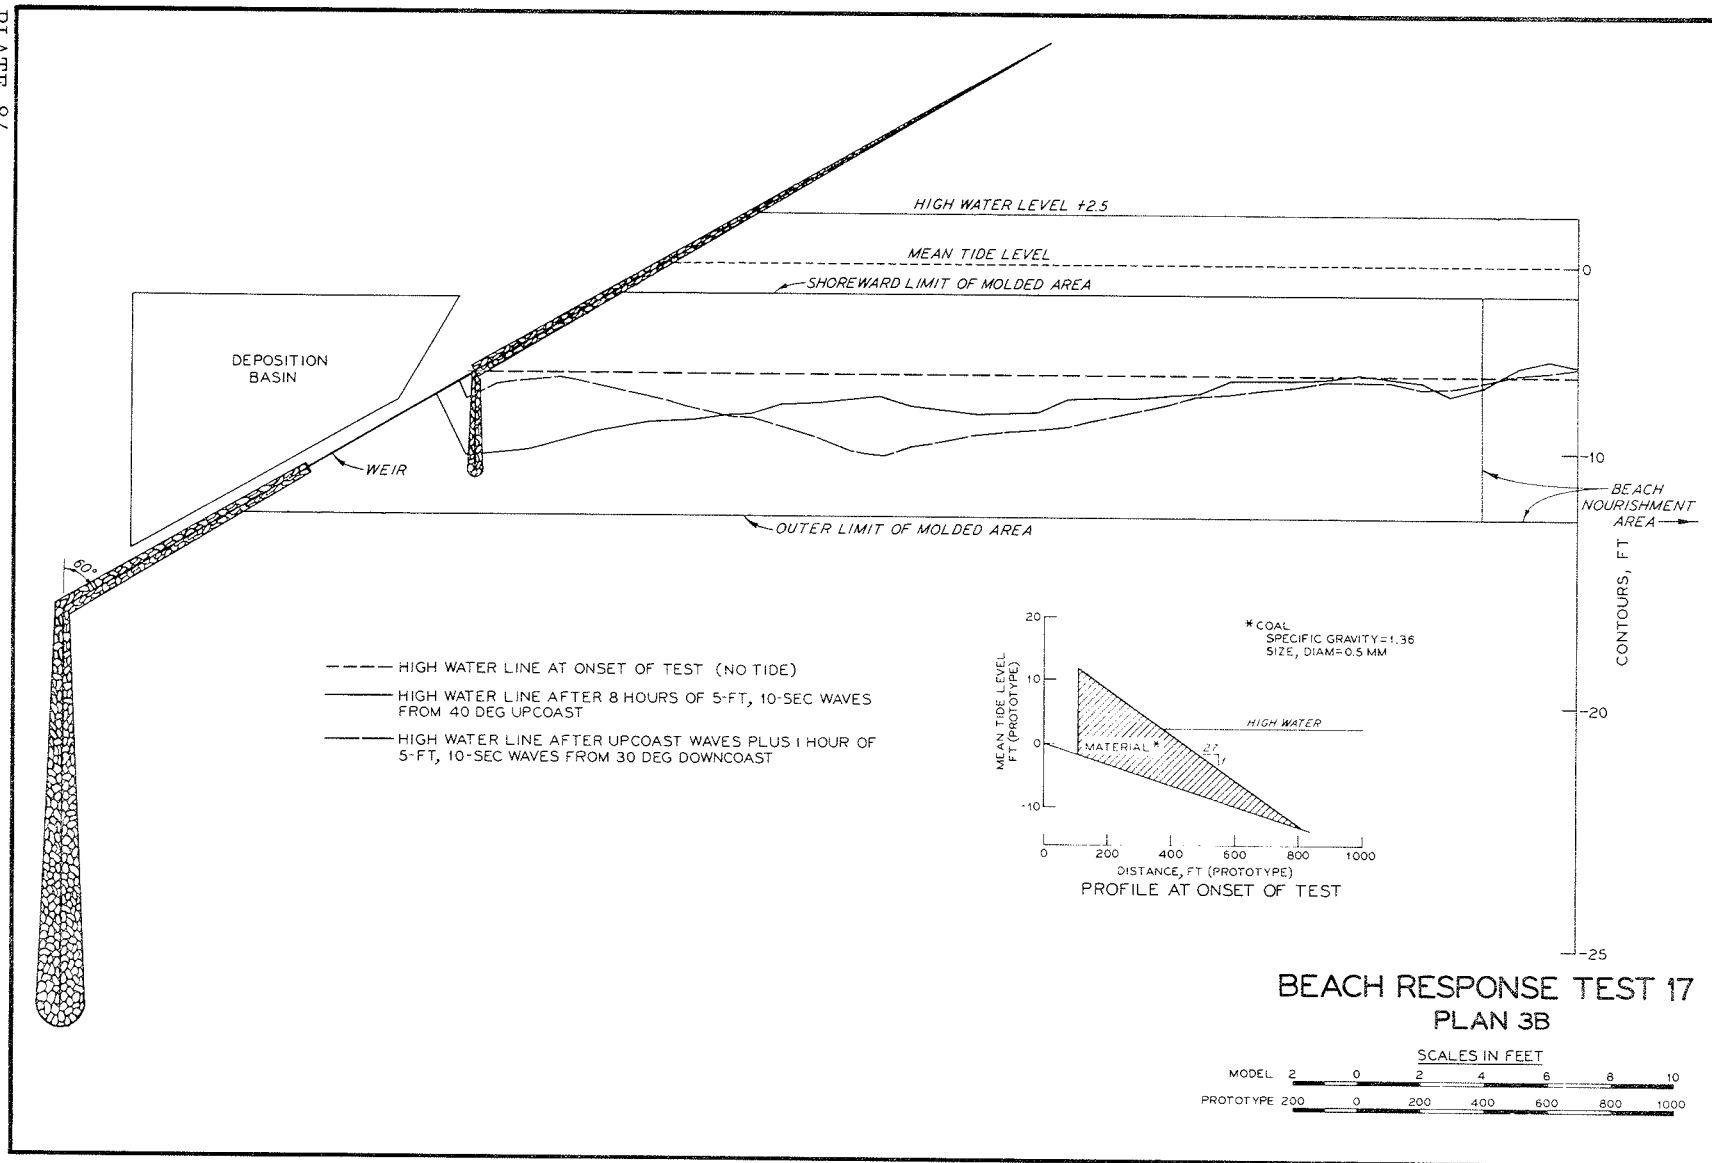 HIGH WATER LEVEL +2.5
MEAN TIDE LEVEL
0
SHOREWARD LIMIT OF MOLDED AREA
DEPOSITION
BASIN
WEIR
-10
BEACH
NOURISHMENT
AREA
OUTER LIMIT OF MOLDED AREA
60°
CONTOURS, FT
-20
-25
HIGH WATER LINE AT ONSET OF TEST (NO TIDE)
HIGH WATER LINE AFTER 8 HOURS OF 5-FT, 10-SEC WAVES
FROM 40 DEG UPCOAST
HIGH WATER LINE AFTER UPCOAST WAVES PLUS 1 HOUR OF
5-FT, 10-SEC WAVES FROM 30 DEG DOWNCOAST
* COAL
SPECIFIC GRAVITY=1.36
SIZE, DIAM=0.5 MM
MEAN TIDE LEVEL
FT (PROTOTYPE)
20
10
0
-10
HIGH WATER
MATERIAL *
27
1
0 200 400 600 800 1000
DISTANCE, FT (PROTOTYPE)
PROFILE AT ONSET OF TEST
BEACH RESPONSE TEST 17
PLAN 3B
SCALES IN FEET
MODEL 2 0 2 4 6 8 10
PROTOTYPE 200 0 200 400 600 800 1000